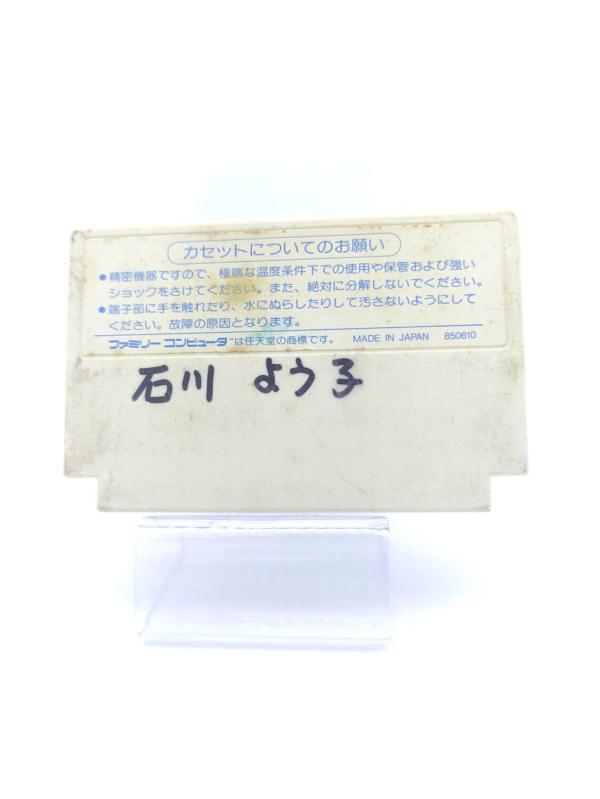 カセットについてのお願い
●精密機器ですので、極端な温度条件下での使用や保管および強い
ショックをさけてください。また、絶対に分解しないでください。
●端子部に手を触れたり、水にぬらしたりして汚さないようにして
ください。故障の原因となります。
ファミリーコンピュータ™は任天堂の商標です。 MADE IN JAPAN 850610
石川 よう子